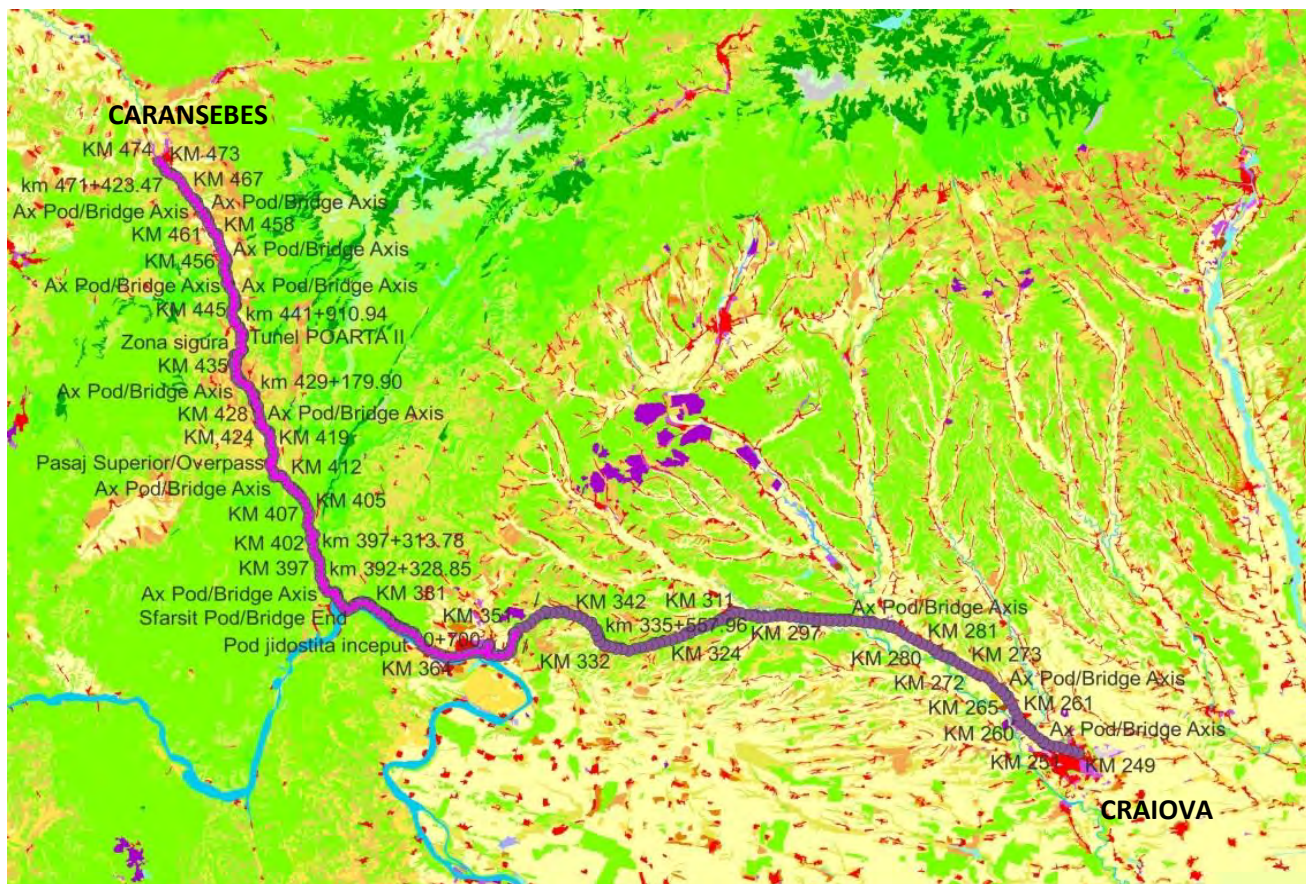 CARANSEBES
KM 474
KM 473
km 471+423.47
KM 467
Ax Pod/Bridge Axis
Ax Pod/Bridge Axis
KM 458
KM 461
Ax Pod/Bridge Axis
KM 456
Ax Pod/Bridge Axis
Ax Pod/Bridge Axis
KM 445
km 441+910.94
Tunel POARTA II
Zona sigura
KM 435
km 429+179.90
Ax Pod/Bridge Axis
KM 428
Ax Pod/Bridge Axis
KM 424
KM 419
Pasaj Superior/Overpass
KM 412
Ax Pod/Bridge Axis
KM 405
KM 407
KM 402
km 397+313.78
KM 397
km 392+328.85
Ax Pod/Bridge Axis
KM 381
Sfarsit Pod/Bridge End
KM 351
KM 342
KM 311
Ax Pod/Bridge Axis
km 335+557.96
KM 297
KM 281
Pod jidostita inceput
0+700
KM 364
KM 332
KM 324
KM 280
KM 273
KM 272
Ax Pod/Bridge Axis
KM 265
KM 261
KM 260
Ax Pod/Bridge Axis
KM 251
KM 249
CRAIOVA